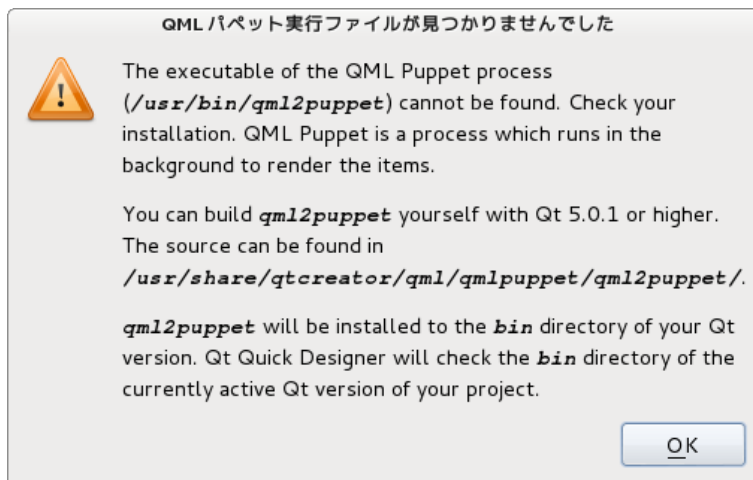 QML パペット実行ファイルが見つかりませんでした
The executable of the QML Puppet process
(/usr/bin/qml2puppet) cannot be found. Check your
installation. QML Puppet is a process which runs in the
background to render the items.
You can build qml2puppet yourself with Qt 5.0.1 or higher.
The source can be found in
/usr/share/qtcreator/qml/qmlpuppet/qml2puppet/.
qml2puppet will be installed to the bin directory of your Qt
version. Qt Quick Designer will check the bin directory of the
currently active Qt version of your project.
OK